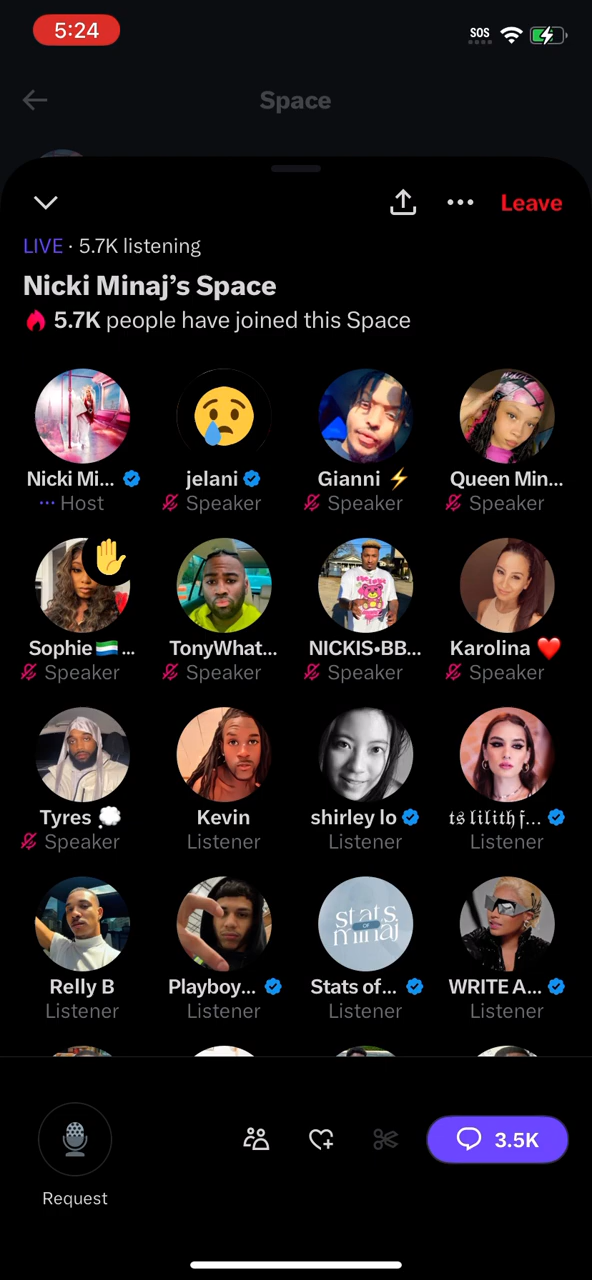 5:24
SOS
Space
Leave
LIVE · 5.7K listening
Nicki Minaj’s Space
🔥 5.7K people have joined this Space
Nicki Mi...
jelani
Gianni ⚡
Queen Min...
Host
Speaker
Speaker
Speaker
Sophie 🇸🇱 ...
TonyWhat...
NICKIS•BB...
Karolina ❤️
Speaker
Speaker
Speaker
Speaker
Tyres 💭
Kevin
shirley lo
𝔱𝔰 𝔩𝔦𝔩𝔦𝔱𝔥 𝔣...
Speaker
Listener
Listener
Listener
Relly B
Playboy...
Stats of...
WRITE A...
stats
OF
minaj
Listener
Listener
Listener
Listener
3.5K
Request